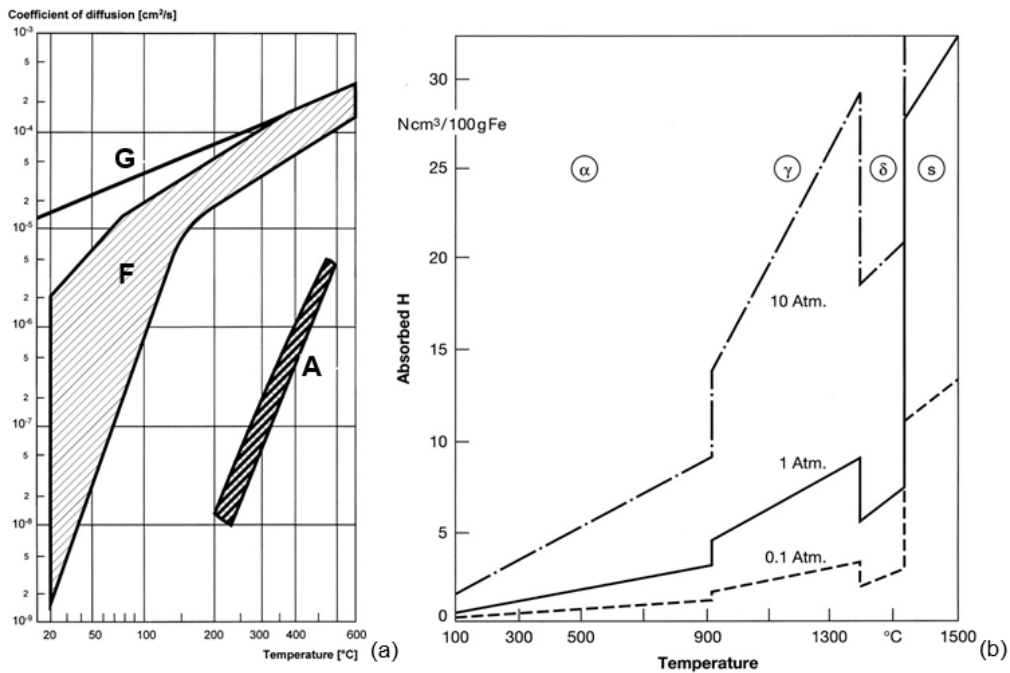 Coefficient of diffusion [cm²/s]
10⁻³
5
2
10⁻⁴
5
2
10⁻⁵
5
2
10⁻⁶
5
2
10⁻⁷
5
2
10⁻⁸
5
2
10⁻⁹
G
F
A
20 50 100 200 300 400 600
Temperature [°C]
(a)
30
Ncm³/100gFe
25
20
15
10
5
0
Absorbed H
α γ δ s
10 Atm.
1 Atm.
0.1 Atm.
100 300 500 900 1300 °C 1500
Temperature
(b)